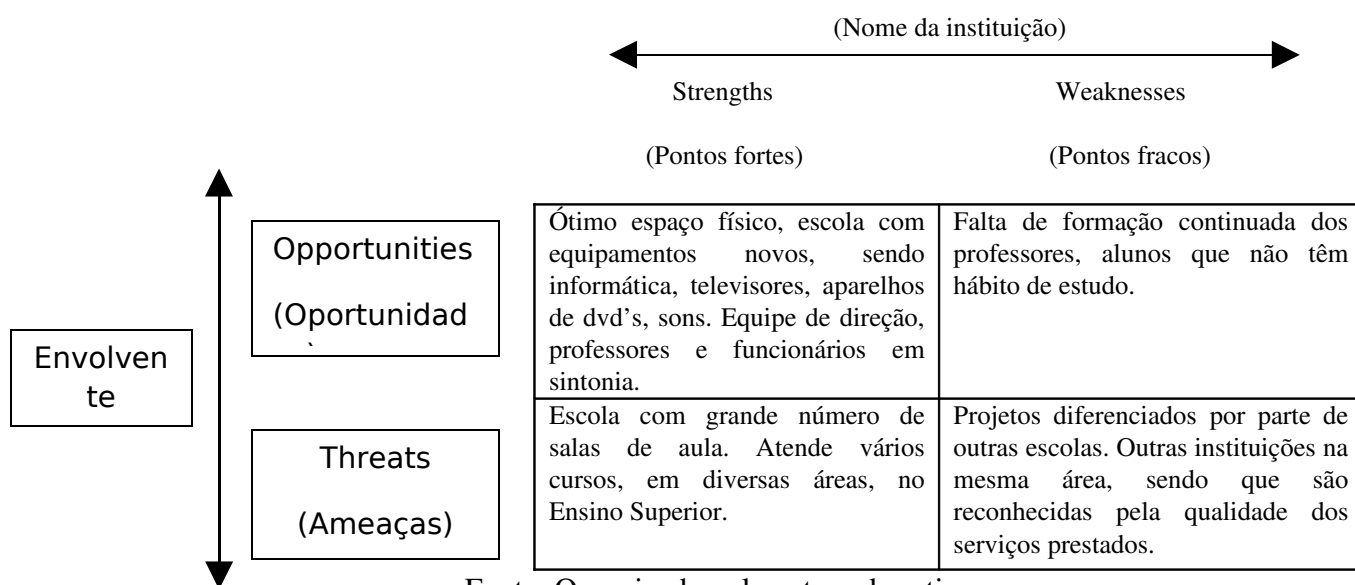 (Nome da instituição)
Strengths
Weaknesses
(Pontos fortes)
(Pontos fracos)
Envolven
te
Opportunities
(Oportunidad
Ótimo espaço físico, escola com
equipamentos novos, sendo
informática, televisores, aparelhos
de dvd's, sons. Equipe de direção,
professores e funcionários em
sintonia.
Falta de formação continuada dos
professores, alunos que não têm
hábito de estudo.
Threats
(Ameaças)
Escola com grande número de
salas de aula. Atende vários
cursos, em diversas áreas, no
Ensino Superior.
Projetos diferenciados por parte de
outras escolas. Outras instituições na
mesma área, sendo que são
reconhecidas pela qualidade dos
serviços prestados.